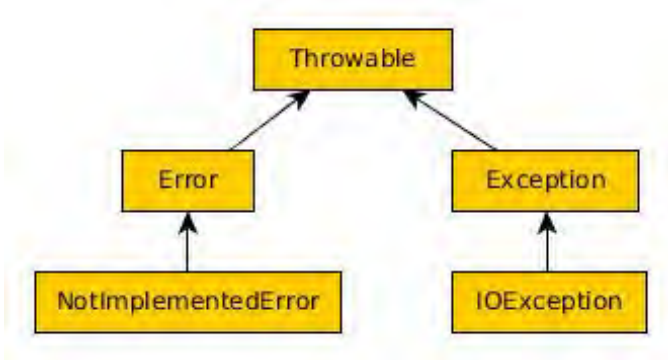 Throwable
Error
Exception
NotImplementedError
IOException